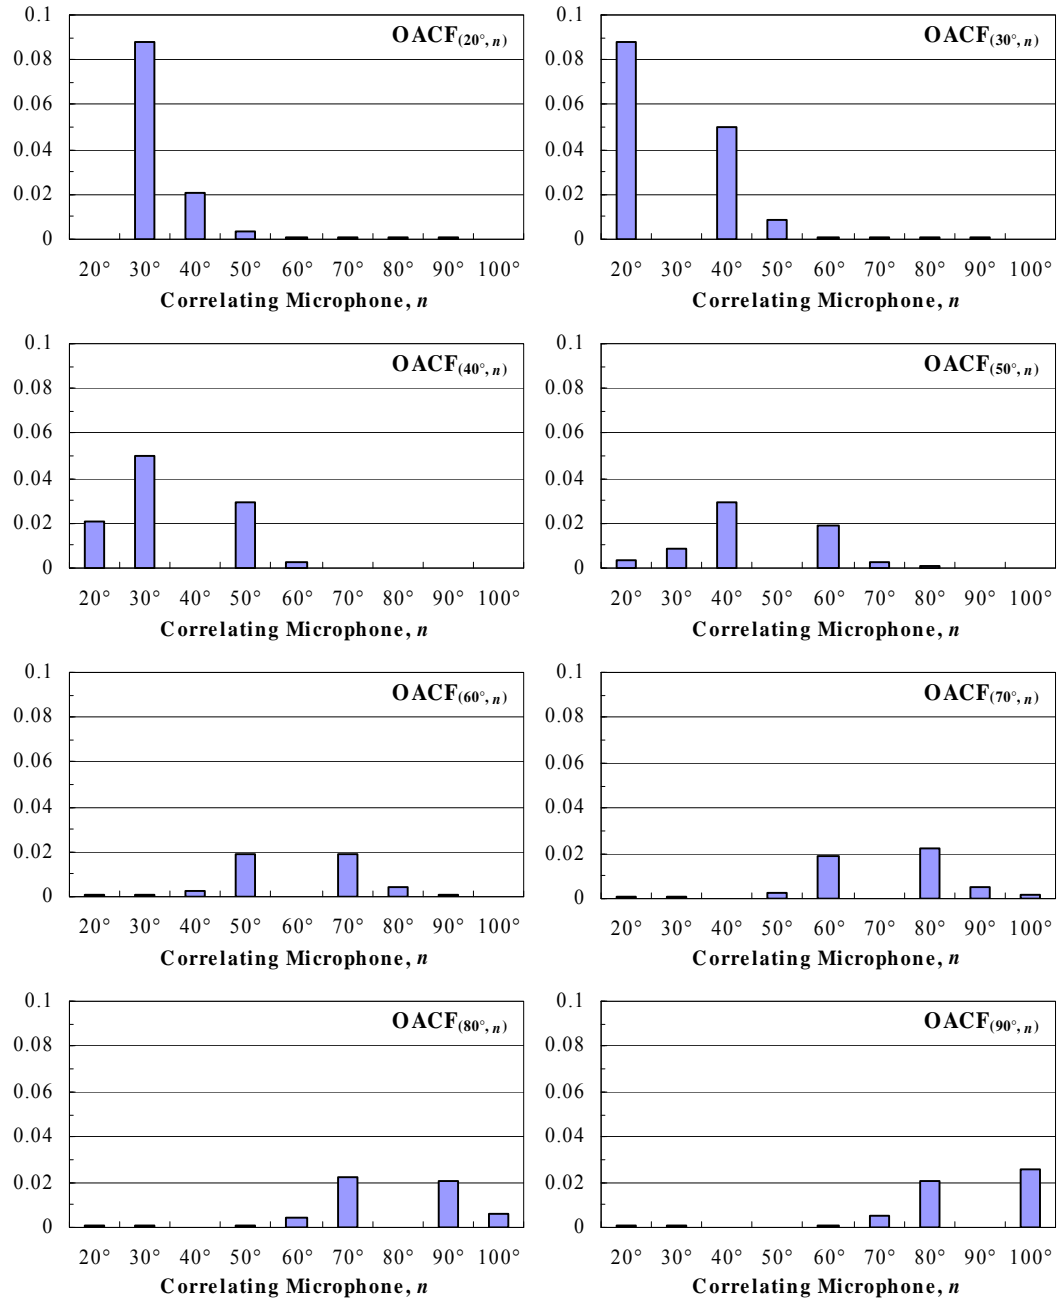 0.1
OACF(20°, n)
0.08
0.06
0.04
0.02
0
20° 30° 40° 50° 60° 70° 80° 90° 100°
Correlating Microphone, n
0.1
OACF(30°, n)
0.08
0.06
0.04
0.02
0
20° 30° 40° 50° 60° 70° 80° 90° 100°
Correlating Microphone, n
0.1
OACF(40°, n)
0.08
0.06
0.04
0.02
0
20° 30° 40° 50° 60° 70° 80° 90° 100°
Correlating Microphone, n
0.1
OACF(50°, n)
0.08
0.06
0.04
0.02
0
20° 30° 40° 50° 60° 70° 80° 90° 100°
Correlating Microphone, n
0.1
OACF(60°, n)
0.08
0.06
0.04
0.02
0
20° 30° 40° 50° 60° 70° 80° 90° 100°
Correlating Microphone, n
0.1
OACF(70°, n)
0.08
0.06
0.04
0.02
0
20° 30° 40° 50° 60° 70° 80° 90° 100°
Correlating Microphone, n
0.1
OACF(80°, n)
0.08
0.06
0.04
0.02
0
20° 30° 40° 50° 60° 70° 80° 90° 100°
Correlating Microphone, n
0.1
OACF(90°, n)
0.08
0.06
0.04
0.02
0
20° 30° 40° 50° 60° 70° 80° 90° 100°
Correlating Microphone, n